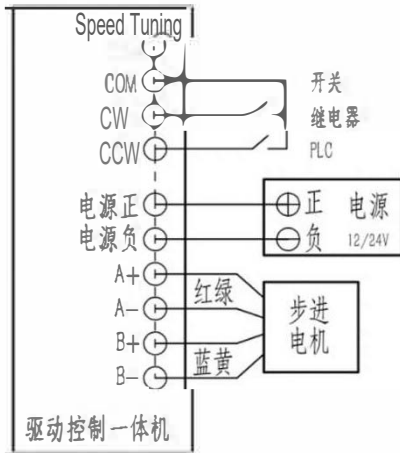 Speed Tuning
COM
开关
CW
继电器
CCW
PLC
电源正
正
电源
电源负
负
12/24V
A+
红绿
A-
步进
电机
B+
蓝黄
B-
驱动控制一体机